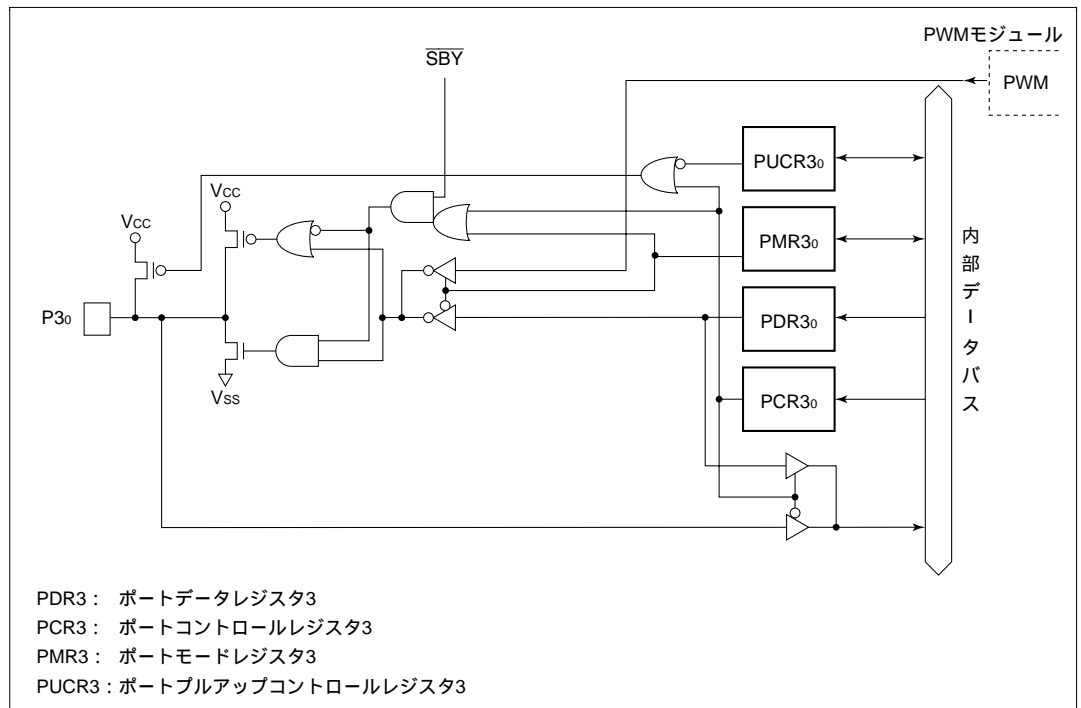 PWMモジュール
SBY
PWM
PUCR3₀
VCC
VCC
PMR3₀
P3₀
PDR3₀
VSS
PCR3₀
内部データバス
PDR3： ポートデータレジスタ3
PCR3： ポートコントロールレジスタ3
PMR3： ポートモードレジスタ3
PUCR3：ポートプルアップコントロールレジスタ3